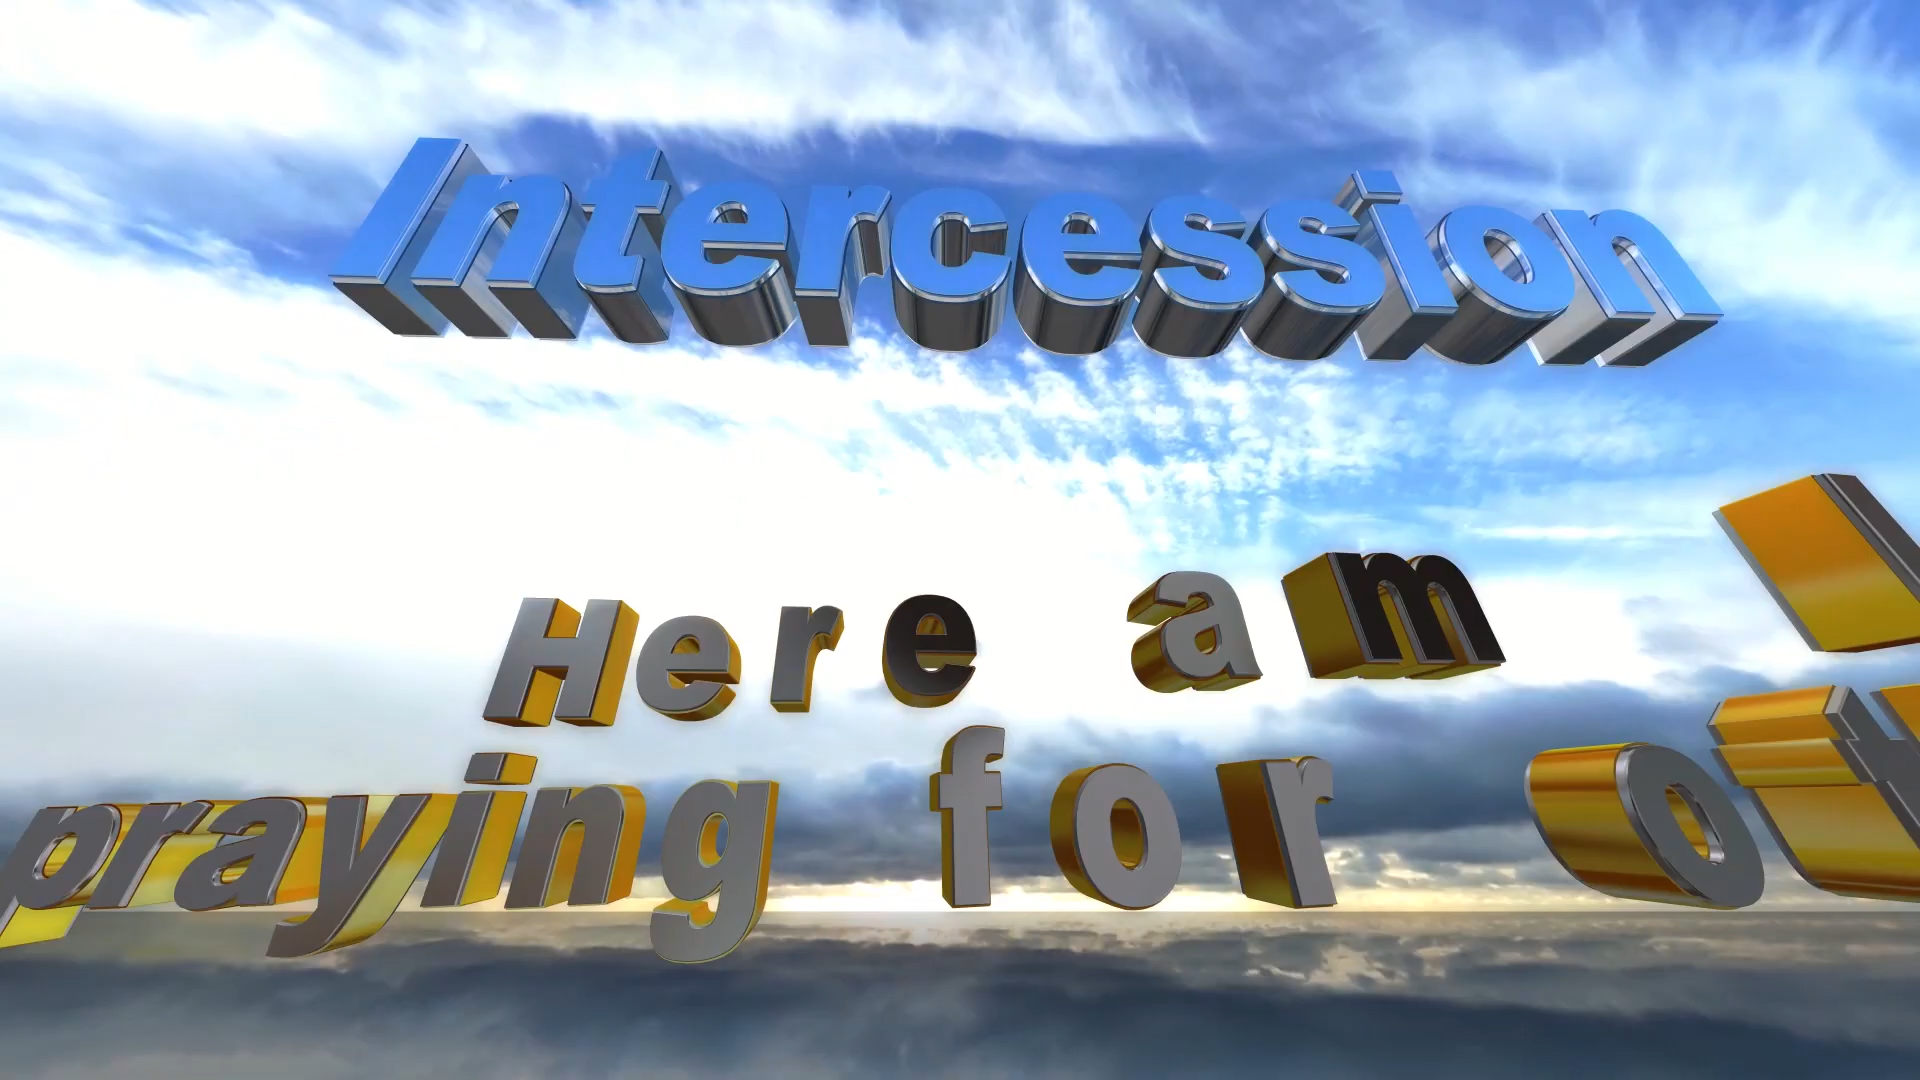 Intercession
Here am I
praying for